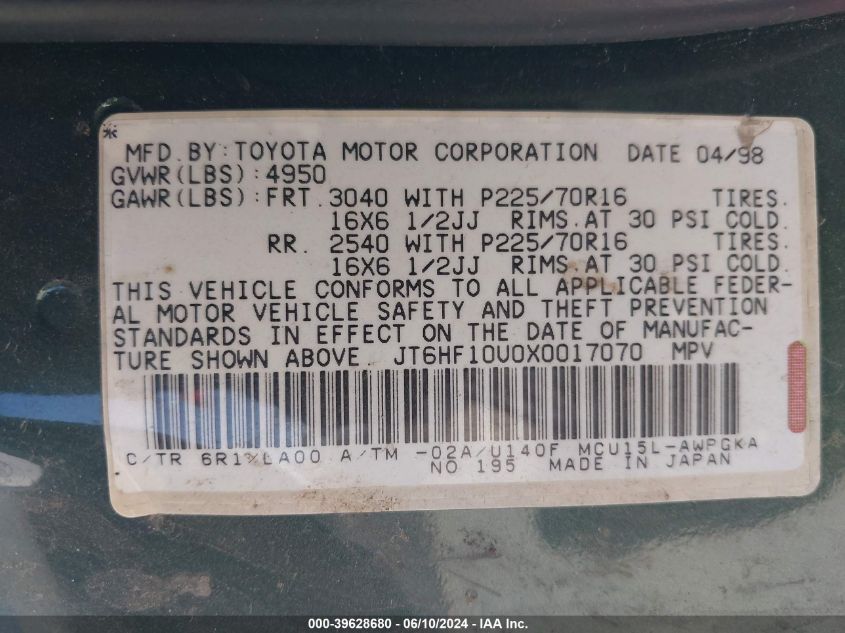 MFD.BY:TOYOTA MOTOR CORPORATION DATE 04/98
GVWR(LBS):4950
GAWR(LBS):FRT.3040 WITH P225/70R16 TIRES.
16X6 1/2JJ RIMS.AT 30 PSI COLD.
RR. 2540 WITH P225/70R16 TIRES.
16X6 1/2JJ RIMS.AT 30 PSI COLD.
THIS VEHICLE CONFORMS TO ALL APPLICABLE FEDER-
AL MOTOR VEHICLE SAFETY AND THEFT PREVENTION
STANDARDS IN EFFECT ON THE DATE OF MANUFAC-
TURE SHOWN ABOVE. JT6HF10U0X0017070 MPV
C/TR A/TM -02A/U140F MCU15L-AWPGKA
NO 195 MADE IN JAPAN
000-39628680 - 06/10/2024 - IAA Inc.